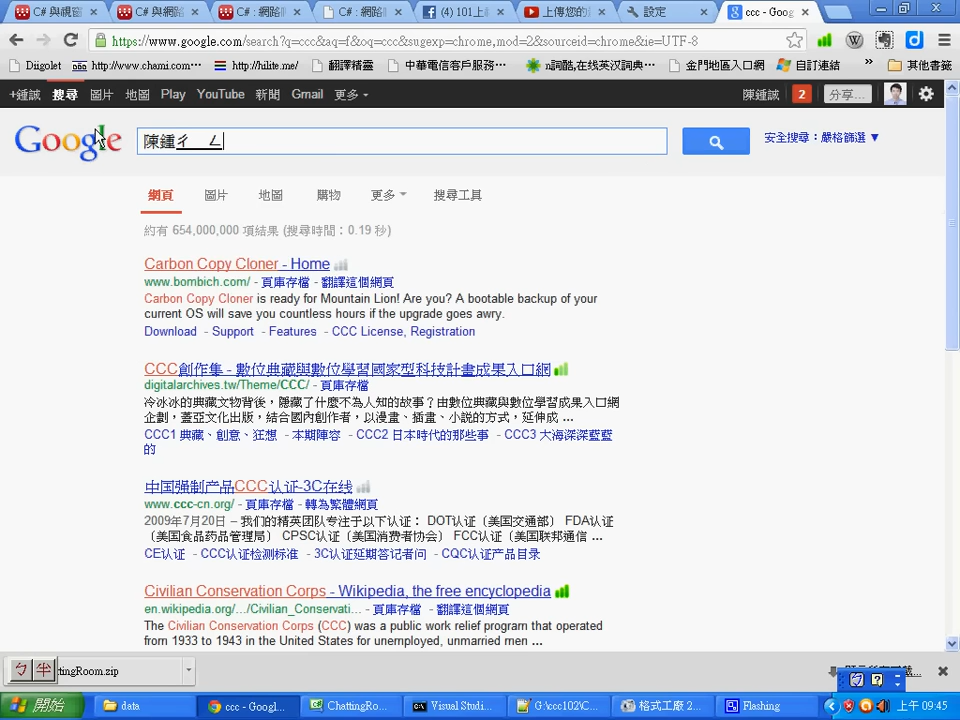 C# 與視窗
C# 與網路
C# : 網路
C# : 網路
(4) 101上
上傳您的
設定
ccc - Goog
https://www.google.com/search?q=ccc&aq=f&oq=ccc&sugexp=chrome,mod=2&sourceid=chrome&ie=UTF-8
Diigolet
http://www.chami.com…
http://hilite.me/
翻譯精靈
中華電信客戶服務…
n詞酷,在线英汉词典…
金門地區入口網
自訂連結
»
其他書籤
+鍾誠 搜尋 圖片 地圖 Play YouTube 新聞 Gmail 更多
陳鍾誠 2 分享…
Google
陳鍾ㄔ ㄥ
安全搜尋：嚴格篩選 ▼
網頁 圖片 地圖 購物 更多 搜尋工具
約有 654,000,000 項結果 (搜尋時間：0.19 秒)
Carbon Copy Cloner - Home
www.bombich.com/ - 頁庫存檔 - 翻譯這個網頁
Carbon Copy Cloner is ready for Mountain Lion! Are you? A bootable backup of your
current OS will save you countless hours if the upgrade goes awry.
Download - Support - Features - CCC License, Registration
CCC創作集 - 數位典藏與數位學習國家型科技計畫成果入口網
digitalarchives.tw/Theme/CCC/ - 頁庫存檔
冷冰冰的典藏文物背後，隱藏了什麼不為人知的故事？由數位典藏與數位學習成果入口網
企劃，蓋亞文化出版，結合國內創作者，以漫畫、插畫、小說的方式，延伸成 ...
CCC1 典藏、創意、狂想 - 本期陣容 - CCC2 日本時代的那些事 - CCC3 大海深深藍藍
的
中国强制产品CCC认证-3C在线
www.ccc-cn.org/ - 頁庫存檔 - 轉為繁體網頁
2009年7月20日 – 我们的精英团队专注于以下认证： DOT认证〔美国交通部〕 FDA认证
〔美国食品药品管理局〕 CPSC认证〔美国消费者协会〕 FCC认证〔美国联邦通信 ...
CE认证 - CCC认证检测标准 - 3C认证延期答记者问 - CQC认证产品目录
Civilian Conservation Corps - Wikipedia, the free encyclopedia
en.wikipedia.org/.../Civilian_Conservati... - 頁庫存檔 - 翻譯這個網頁
The Civilian Conservation Corps (CCC) was a public work relief program that operated
from 1933 to 1943 in the United States for unemployed, unmarried men ...
ㄅ 半 ttingRoom.zip
開始
data
ccc - Googl...
ChattingRo...
Visual Studi...
G:\ccc102\C...
格式工廠 2...
Flashing
上午 09:45